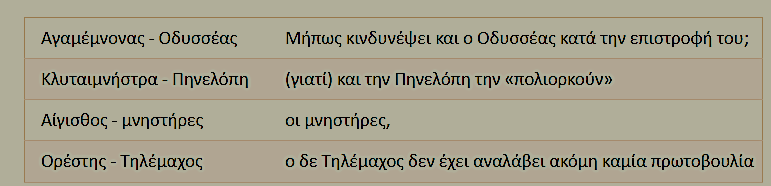 Αγαμέμνονας - Οδυσσέας Μήπως κινδυνέψει και ο Οδυσσέας κατά την επιστροφή του;
Κλυταιμνήστρα - Πηνελόπη (γιατί) και την Πηνελόπη την «πολιορκούν»
Αίγισθος - μνηστήρες οι μνηστήρες,
Ορέστης - Τηλέμαχος ο δε Τηλέμαχος δεν έχει αναλάβει ακόμη καμία πρωτοβουλία